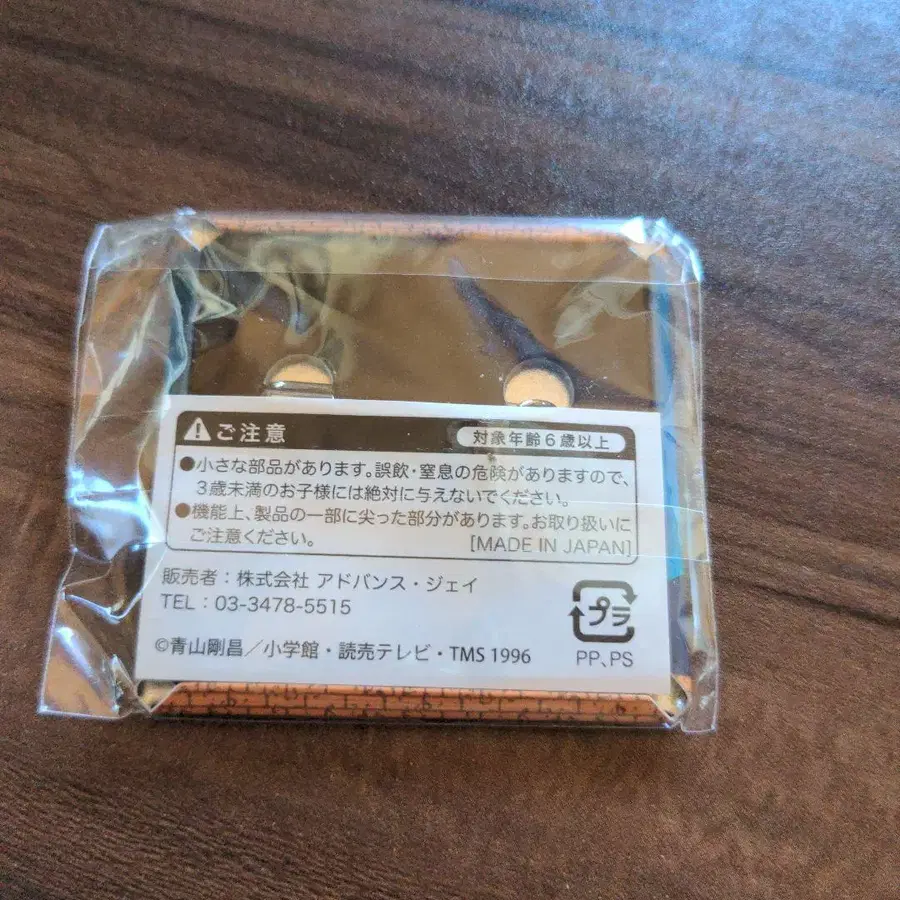 ⚠ご注意 対象年齢6歳以上
●小さな部品があります。誤飲・窒息の危険がありますので、
3歳未満のお子様には絶対に与えないでください。
●機能上、製品の一部に尖った部分があります。お取り扱いに
ご注意ください。 [MADE IN JAPAN]
販売者：株式会社 アドバンス・ジェイ
TEL：03-3478-5515
プラ
©青山剛昌／小学館・読売テレビ・TMS 1996
PP、PS